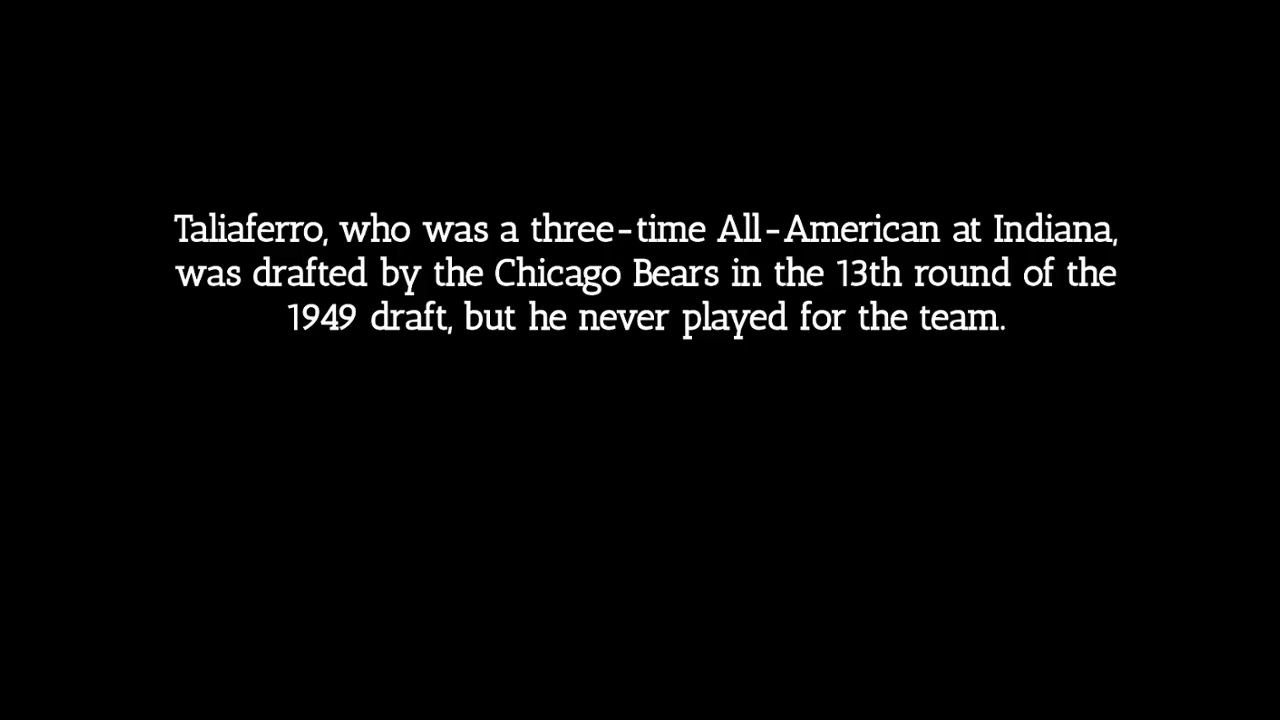 Taliaferro, who was a three-time All-American at Indiana,
was drafted by the Chicago Bears in the 13th round of the
1949 draft, but he never played for the team.